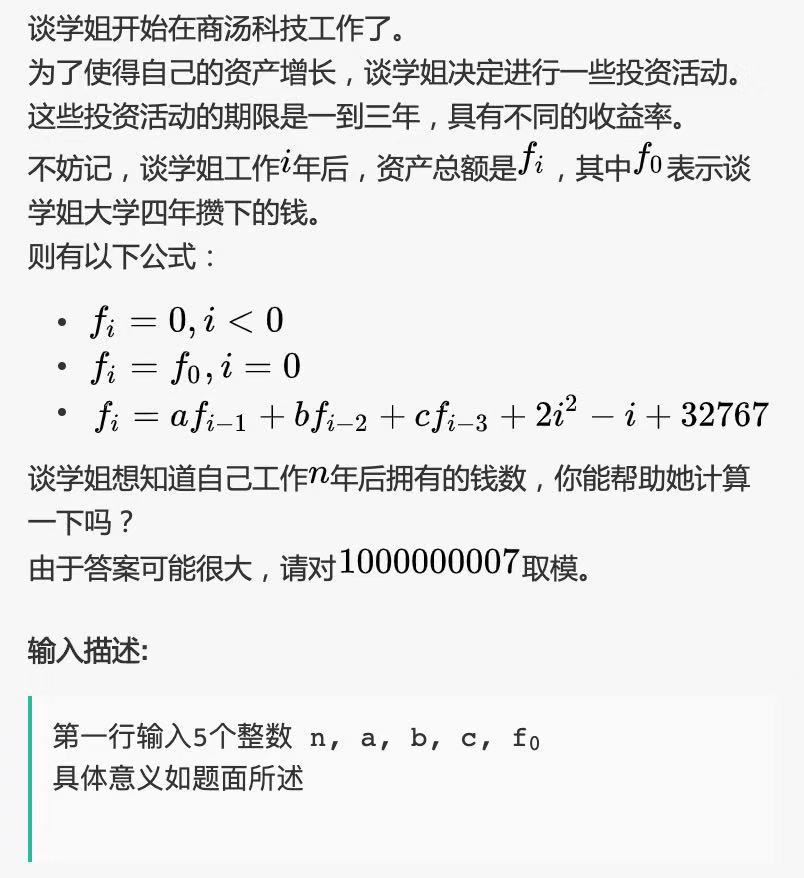 谈学姐开始在商汤科技工作了。
为了使得自己的资产增长，谈学姐决定进行一些投资活动。
这些投资活动的期限是一到三年，具有不同的收益率。
不妨记，谈学姐工作i年后，资产总额是f_i，其中f_0表示谈
学姐大学四年攒下的钱。
则有以下公式：
• f_i = 0, i < 0
• f_i = f_0, i = 0
• f_i = af_{i−1} + bf_{i−2} + cf_{i−3} + 2i^2 − i + 32767
谈学姐想知道自己工作n年后拥有的钱数，你能帮助她计算
一下吗？
由于答案可能很大，请对1000000007取模。
输入描述:
第一行输入5个整数 n, a, b, c, f₀
具体意义如题面所述